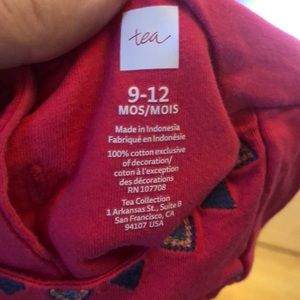 tea
9-12
MOS/MOIS
Made in Indonesia
Fabriqué en Indonésie
100% cotton exclusive
of decoration/
coton à l'exception
des décorations
RN 107708
Tea Collection
1 Arkansas St., Suite B
San Francisco, CA
94107 USA